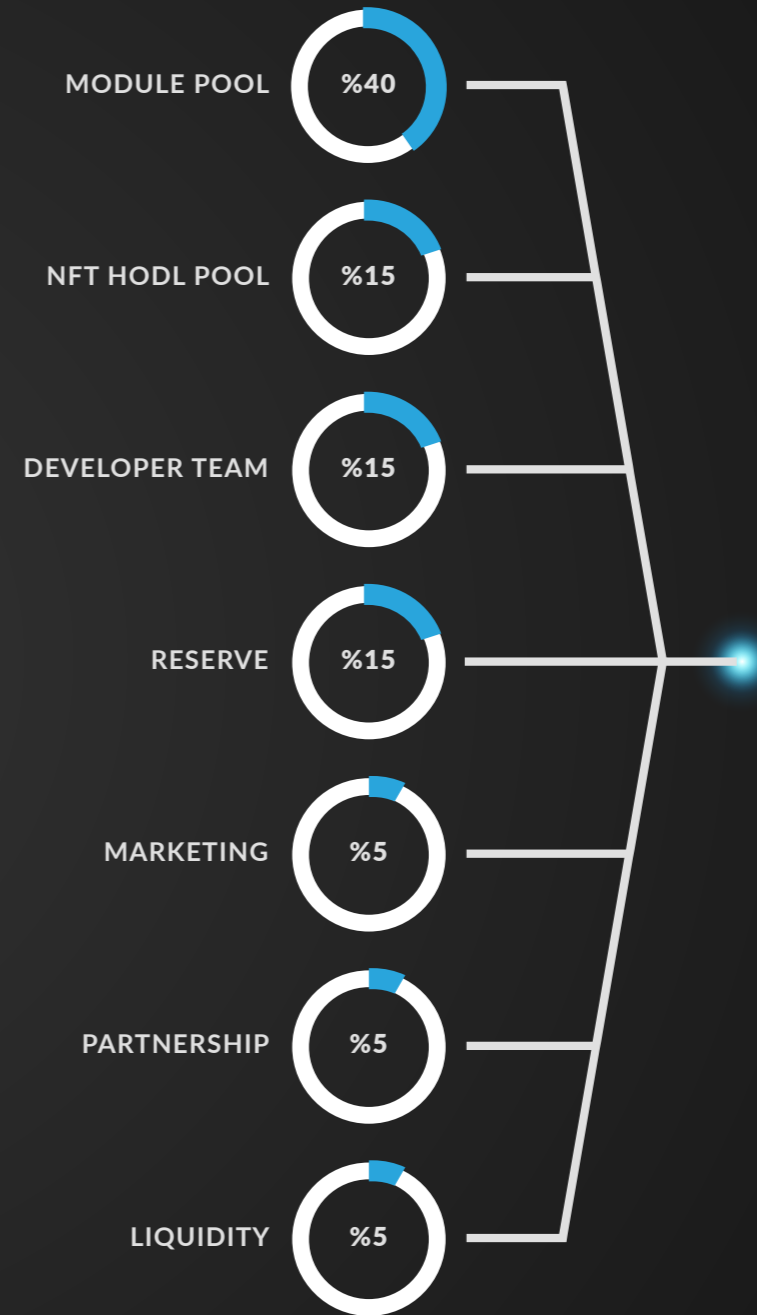 MODULE POOL %40
NFT HODL POOL %15
DEVELOPER TEAM %15
RESERVE %15
MARKETING %5
PARTNERSHIP %5
LIQUIDITY %5